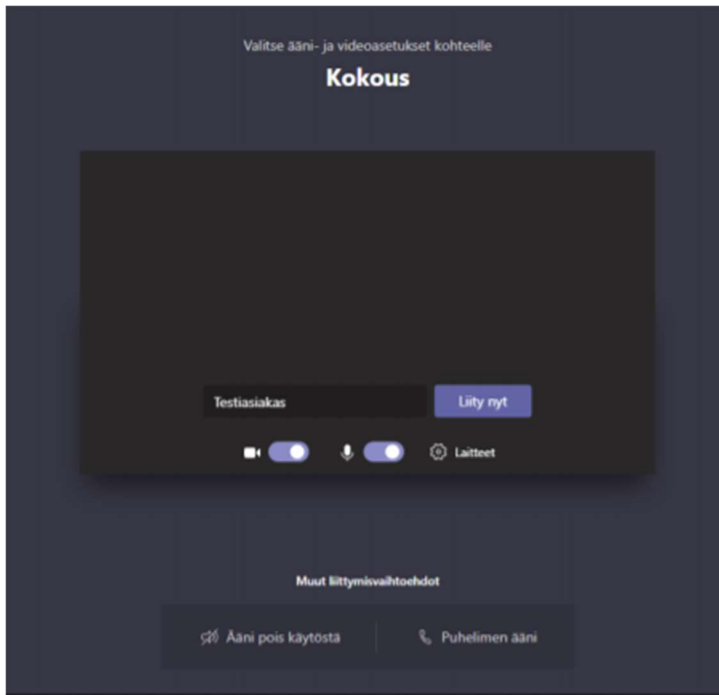 Valitse ääni- ja videoasetukset kohteelle
Kokous
Testiasiakas
Liity nyt
Laitteet
Muut liittymisvaihtoehdot
Ääni pois käytöstä
Puhelimen ääni